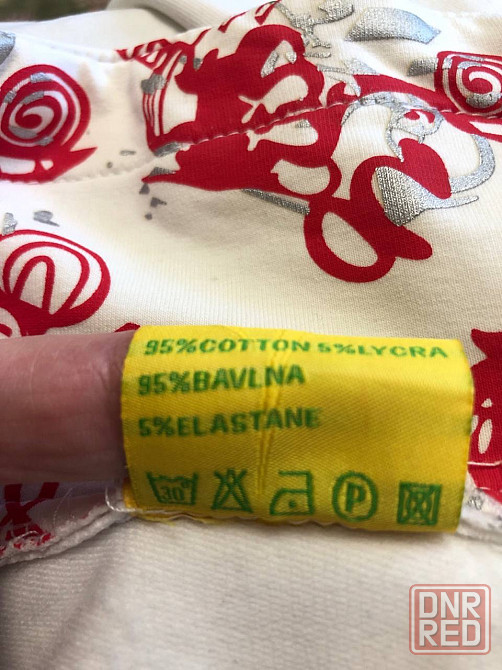 95%COTTON 5%LYCRA
95%BAVLNA
5%ELASTANE
30°
P
DNR
RED